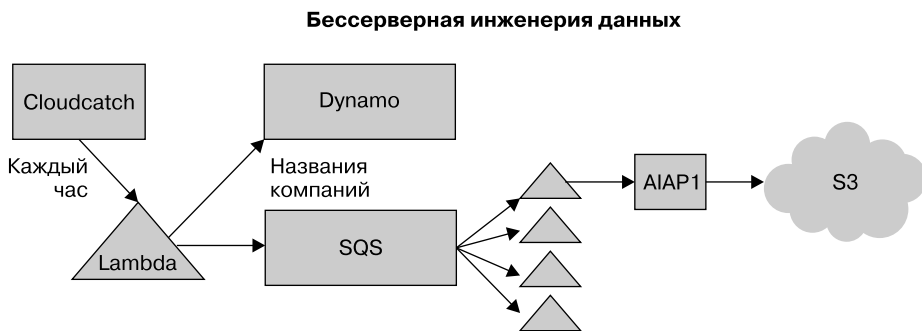 Бессерверная инженерия данных
Cloudcatch
Dynamo
Каждый
час
Названия
компаний
Lambda
SQS
AIAP1
S3